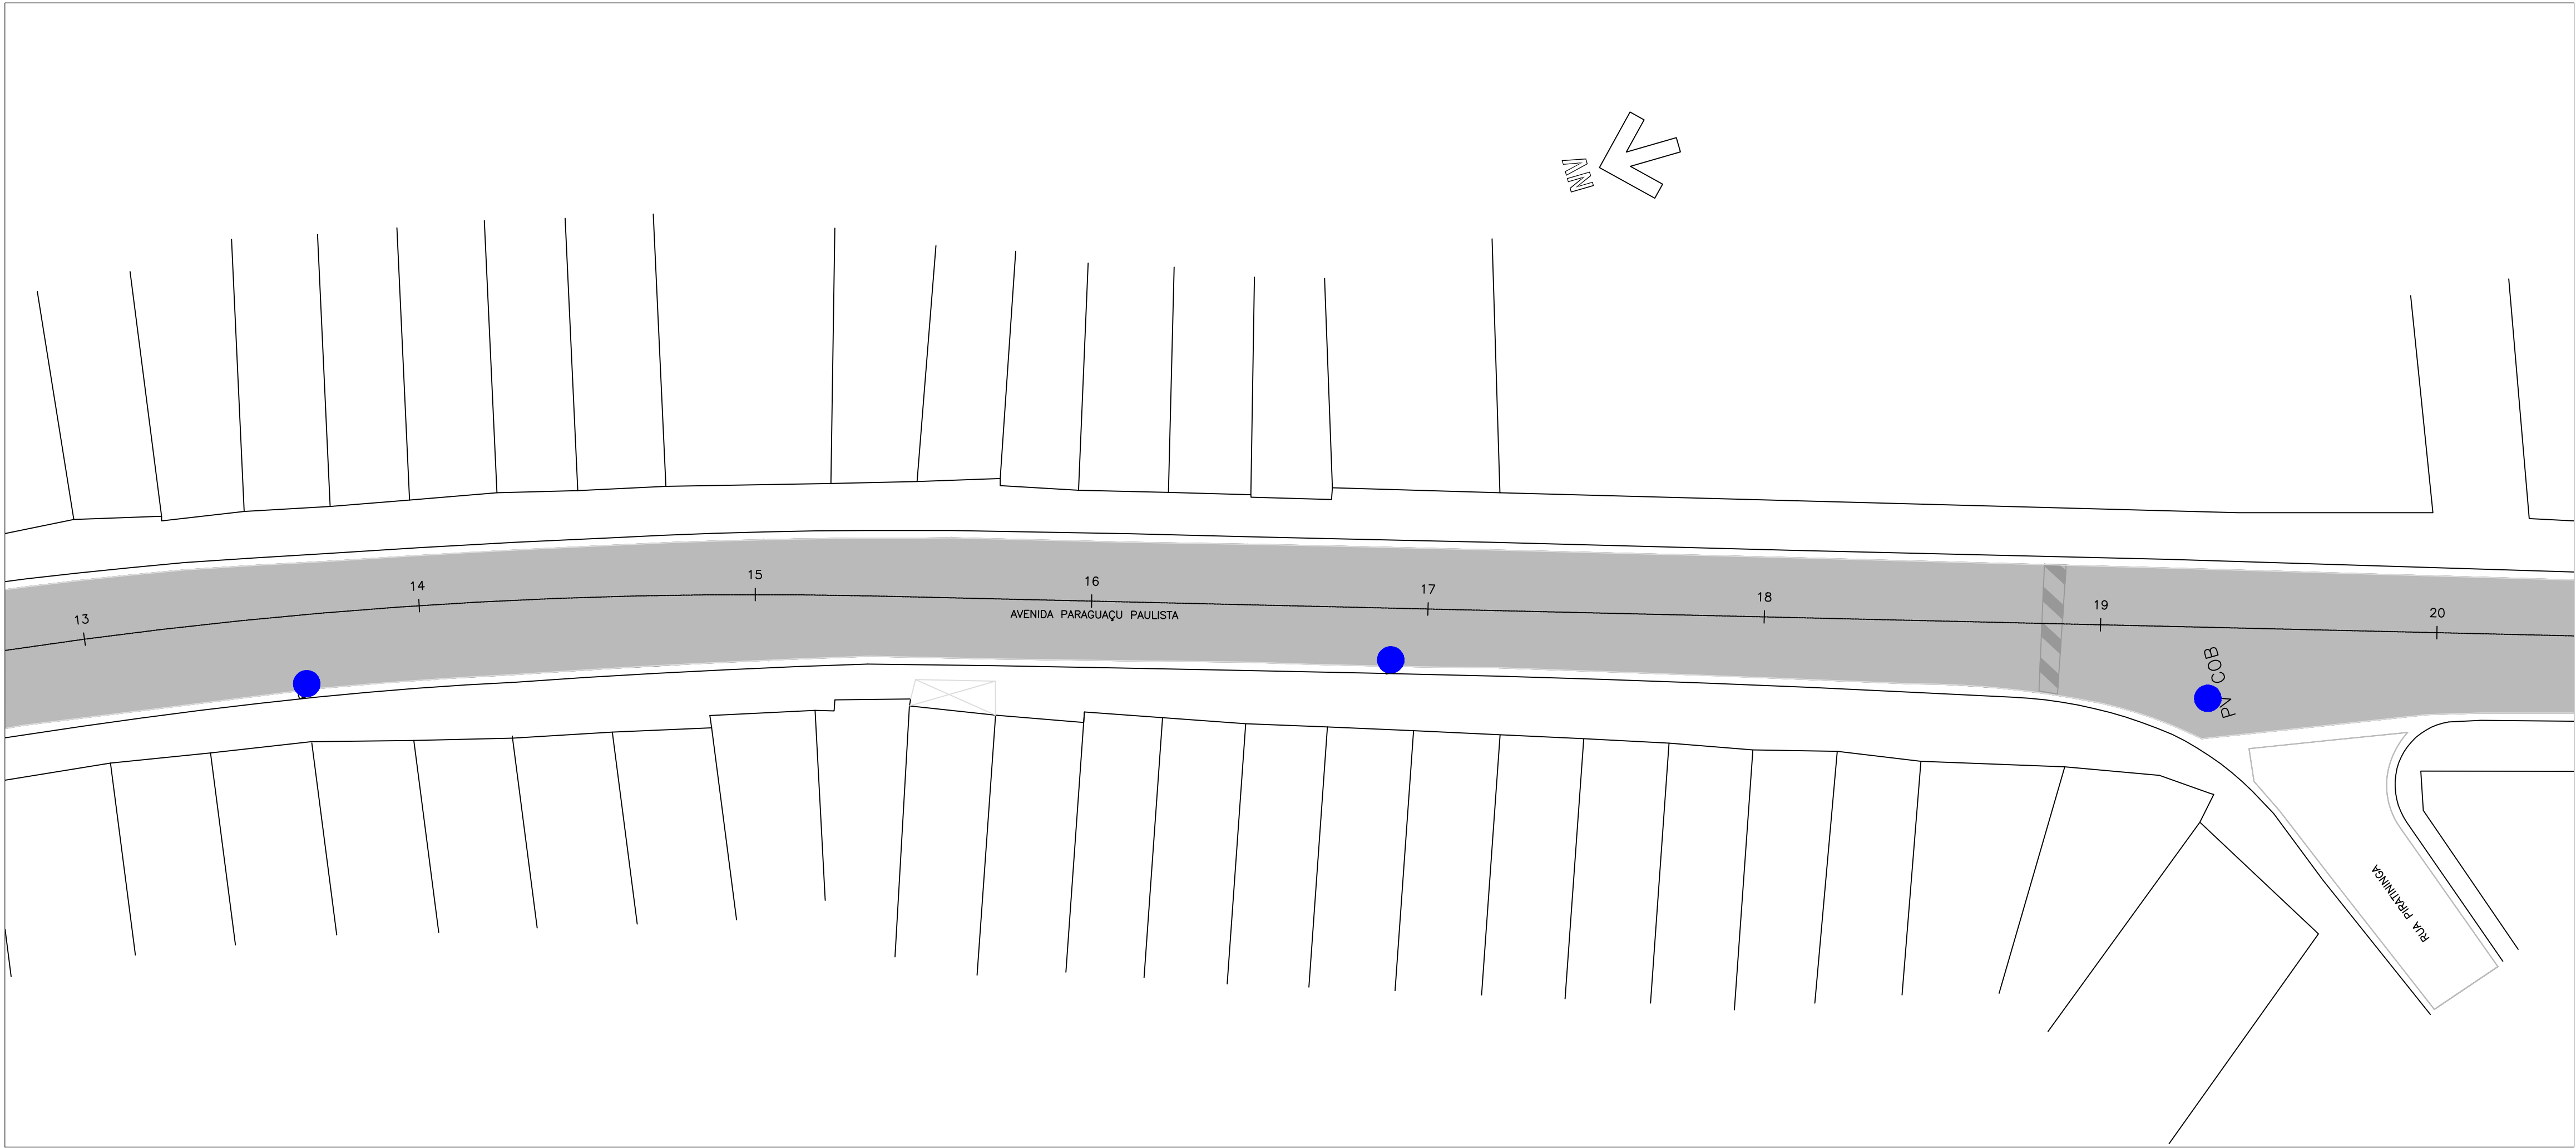 NM
13
14
15
16
17
18
19
20
AVENIDA PARAGUAÇU PAULISTA
PV COB
RUA PIRATININGA